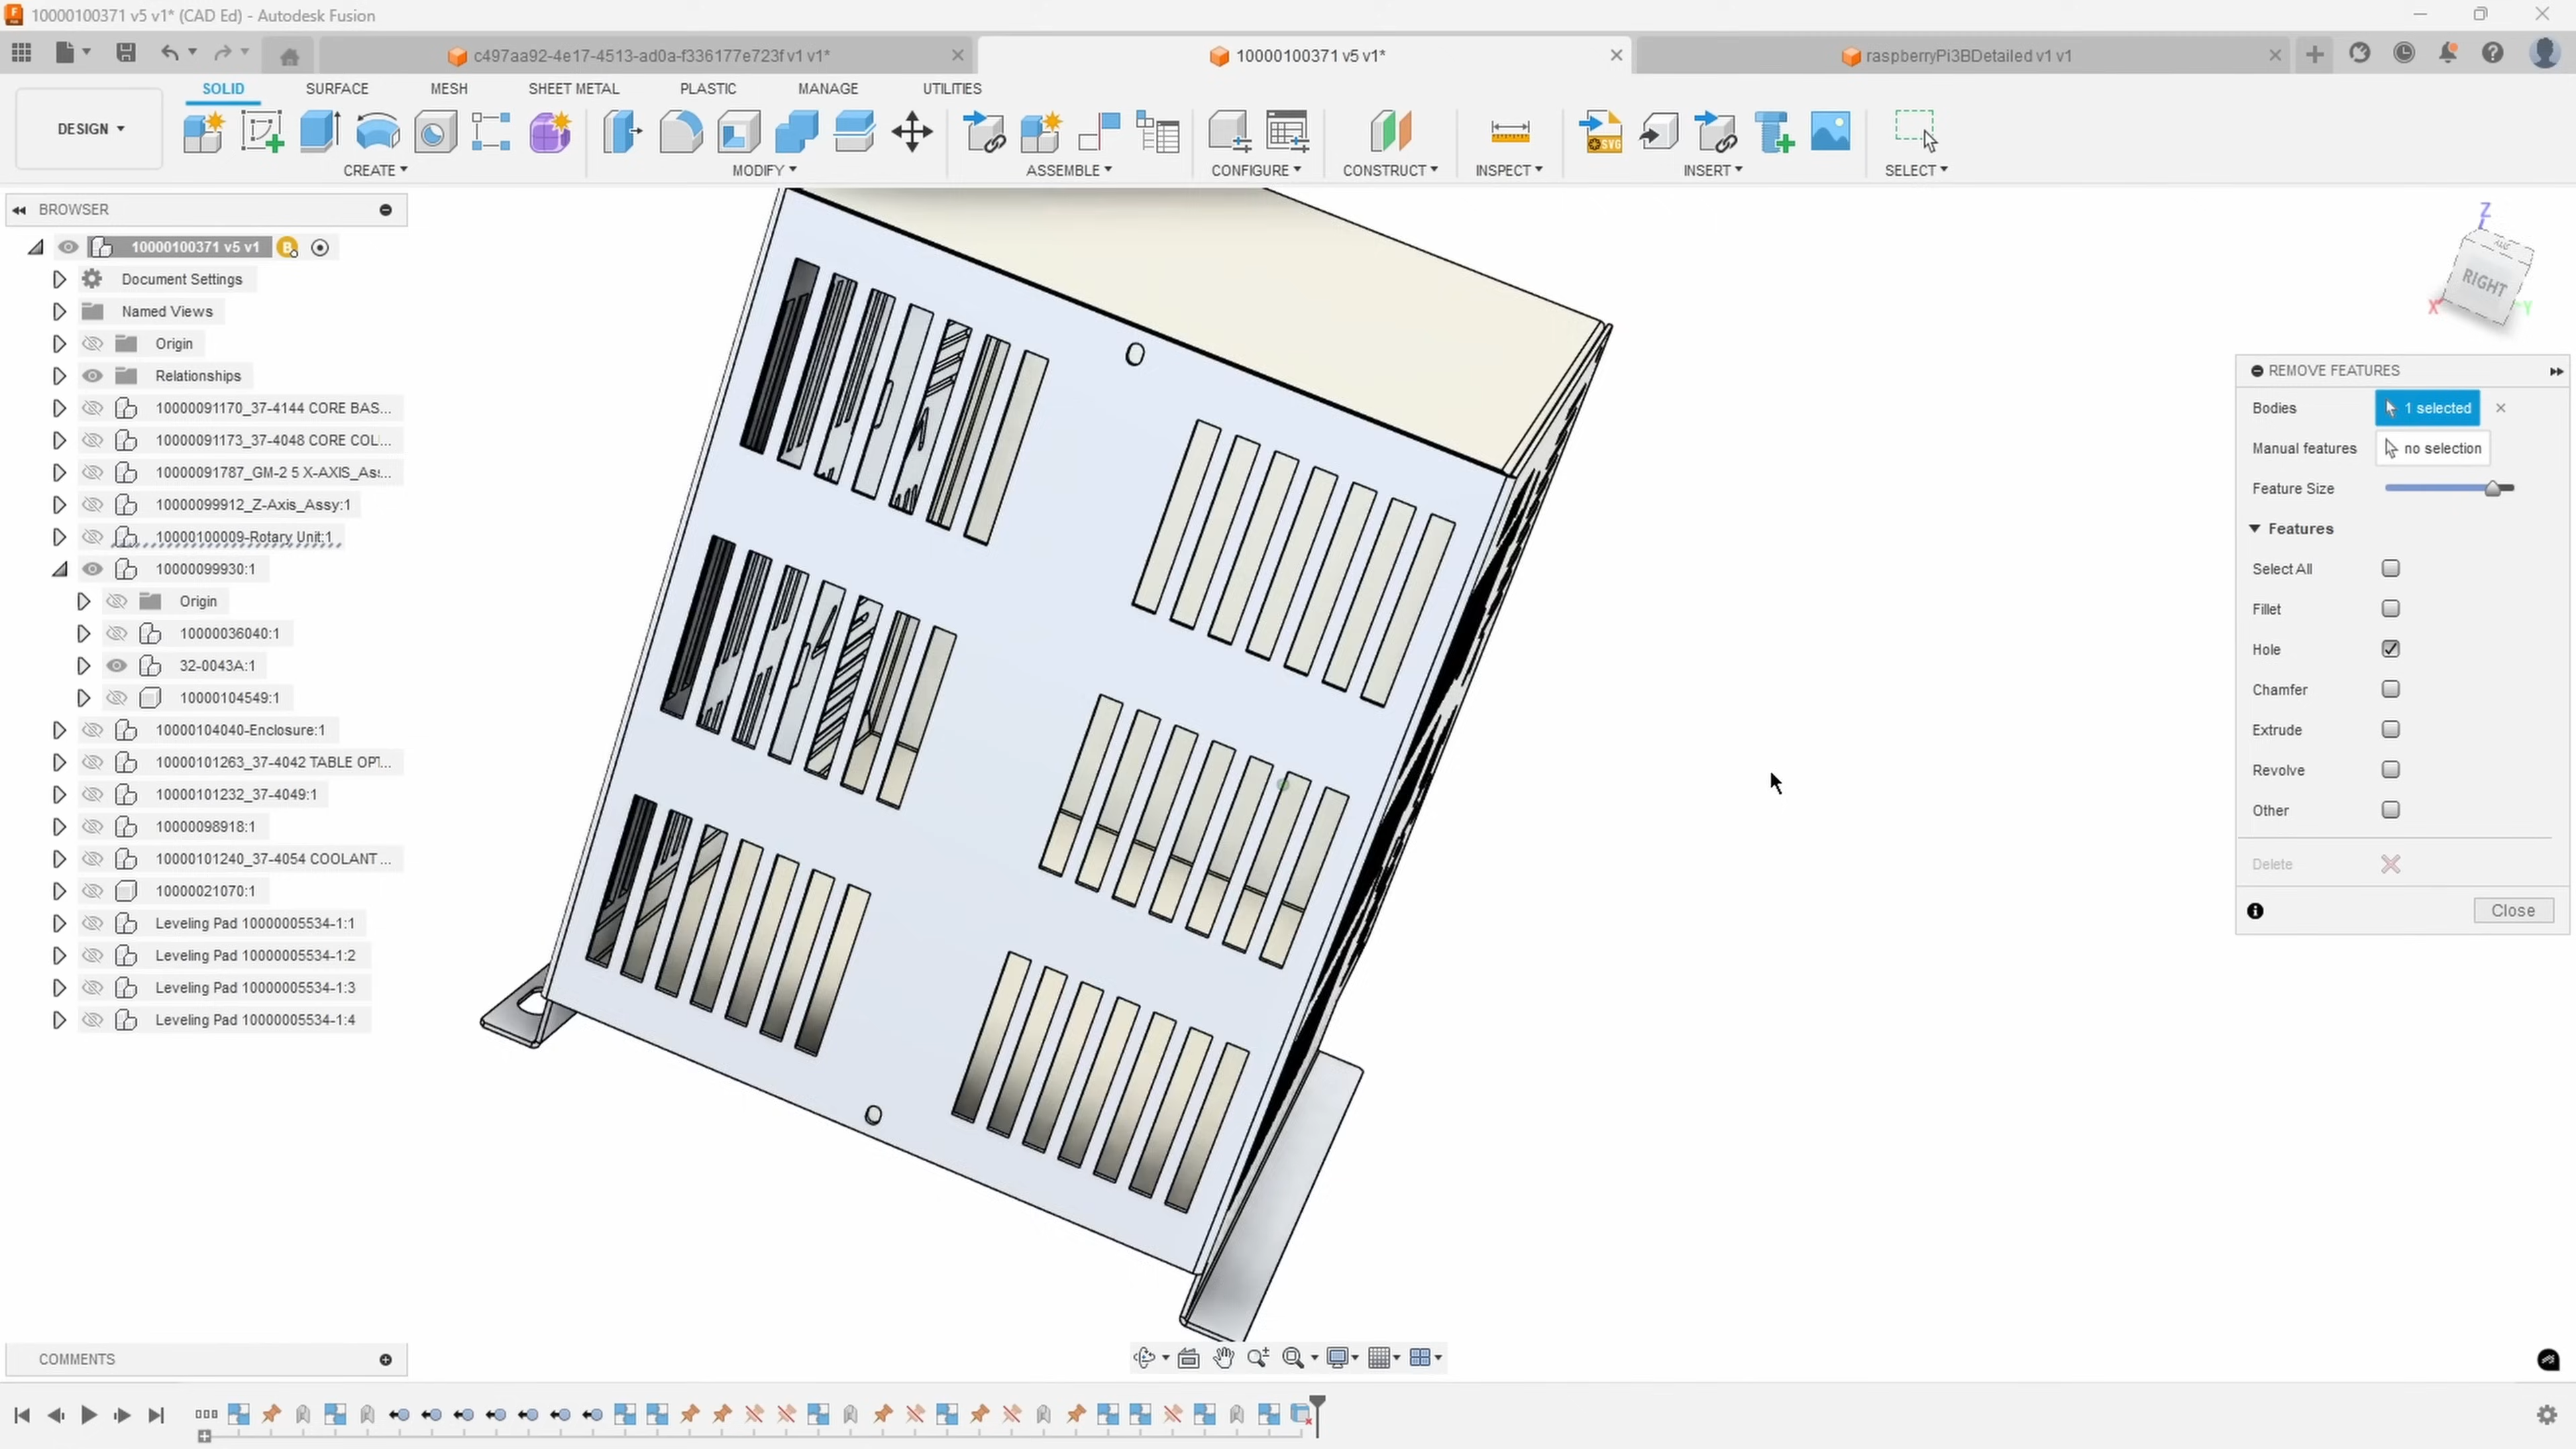 10000100371 v5 v1* (CAD Ed) - Autodesk Fusion
c497aa92-4e17-4513-ad0a-f336177e723f v1 v1*
10000100371 v5 v1*
raspberryPi3BDetailed v1 v1
SOLID
SURFACE
MESH
SHEET METAL
PLASTIC
MANAGE
UTILITIES
DESIGN
SVG
CREATE
MODIFY
ASSEMBLE
CONFIGURE
CONSTRUCT
INSPECT
INSERT
SELECT
BROWSER
10000100371 v5 v1
B
Document Settings
Named Views
Origin
Relationships
10000091170_37-4144 CORE BAS...
10000091173_37-4048 CORE COL...
10000091787_GM-2 5 X-AXIS_Ass...
10000099912_Z-Axis_Assy:1
10000100009-Rotary Unit:1
10000099930:1
Origin
10000036040:1
32-0043A:1
10000104549:1
10000104040-Enclosure:1
10000101263_37-4042 TABLE OPT...
10000101232_37-4049:1
10000098918:1
10000101240_37-4054 COOLANT ...
10000021070:1
Leveling Pad 10000005534-1:1
Leveling Pad 10000005534-1:2
Leveling Pad 10000005534-1:3
Leveling Pad 10000005534-1:4
Z
RIGHT
X
Y
REMOVE FEATURES
Bodies
1 selected
Manual features
no selection
Feature Size
Features
Select All
Fillet
Hole
Chamfer
Extrude
Revolve
Other
Delete
Close
COMMENTS